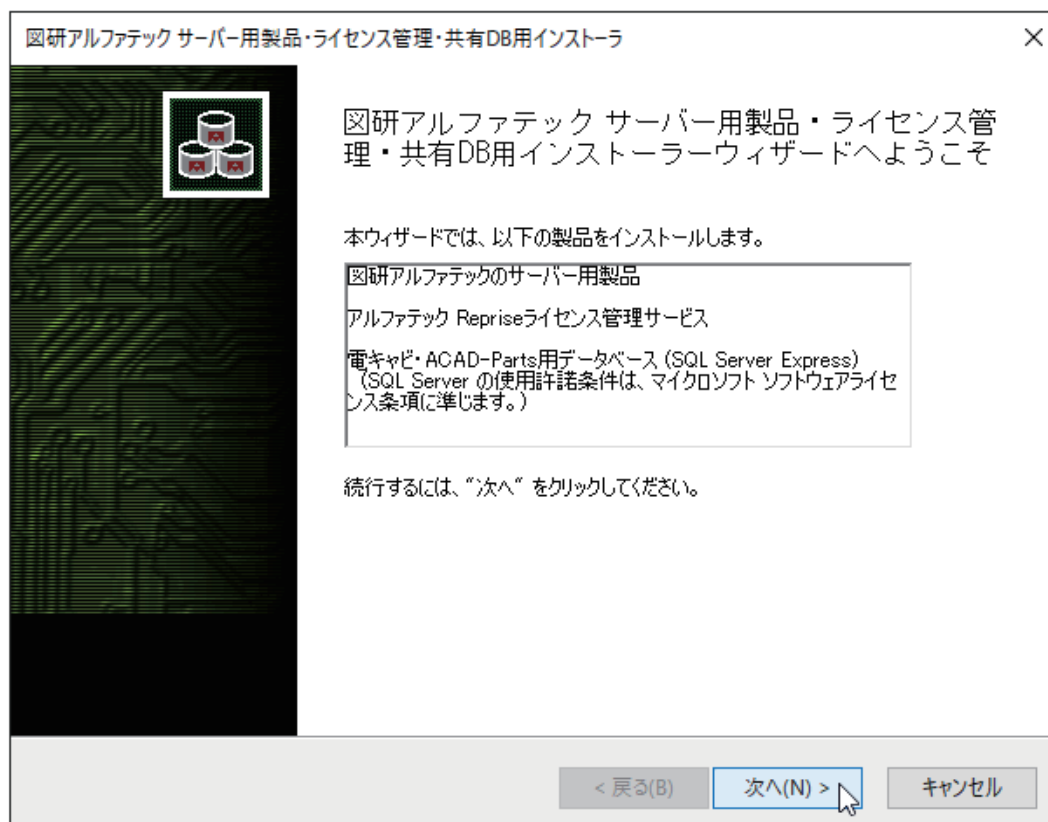 図研アルファテック サーバー用製品・ライセンス管理・共有DB用インストーラ
図研アルファテック サーバー用製品・ライセンス管
理・共有DB用インストーラーウィザードへようこそ
本ウィザードでは、以下の製品をインストールします。
図研アルファテックのサーバー用製品
アルファテック Repriseライセンス管理サービス
電キャビ・ACAD-Parts用データベース (SQL Server Express)
（SQL Server の使用許諾条件は、マイクロソフト ソフトウェアライセ
ンス条項に準じます。）
続行するには、“次へ” をクリックしてください。
< 戻る(B)
次へ(N) >
キャンセル